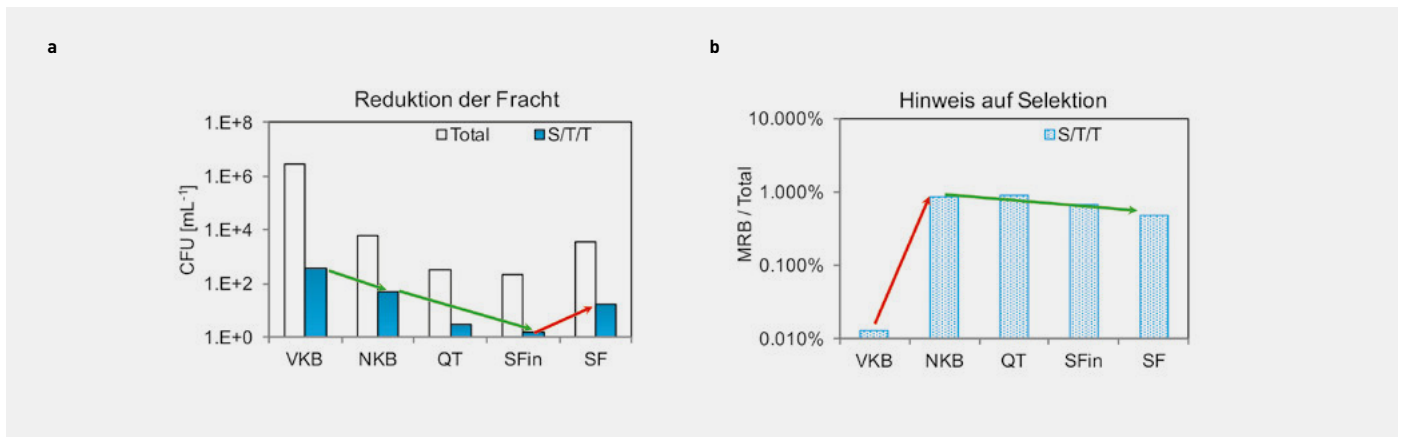 a
Reduktion der Fracht
Total
S/T/T
CFU [mL⁻¹]
1.E+8
1.E+6
1.E+4
1.E+2
1.E+0
VKB
NKB
QT
SFin
SF
b
Hinweis auf Selektion
S/T/T
MRB / Total
10.000%
1.000%
0.100%
0.010%
VKB
NKB
QT
SFin
SF